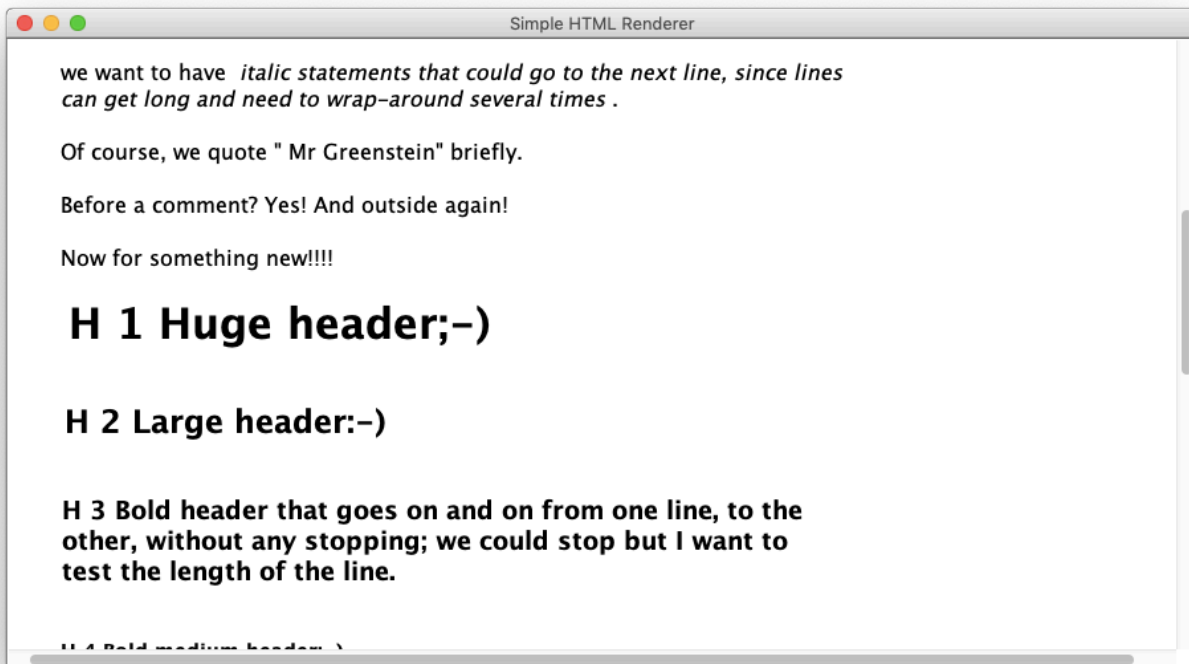 Simple HTML Renderer
we want to have  italic statements that could go to the next line, since lines
can get long and need to wrap-around several times .
Of course, we quote " Mr Greenstein" briefly.
Before a comment? Yes! And outside again!
Now for something new!!!!
H 1 Huge header;-)
H 2 Large header:-)
H 3 Bold header that goes on and on from one line, to the
other, without any stopping; we could stop but I want to
test the length of the line.
H 4 Bold medium header:-)